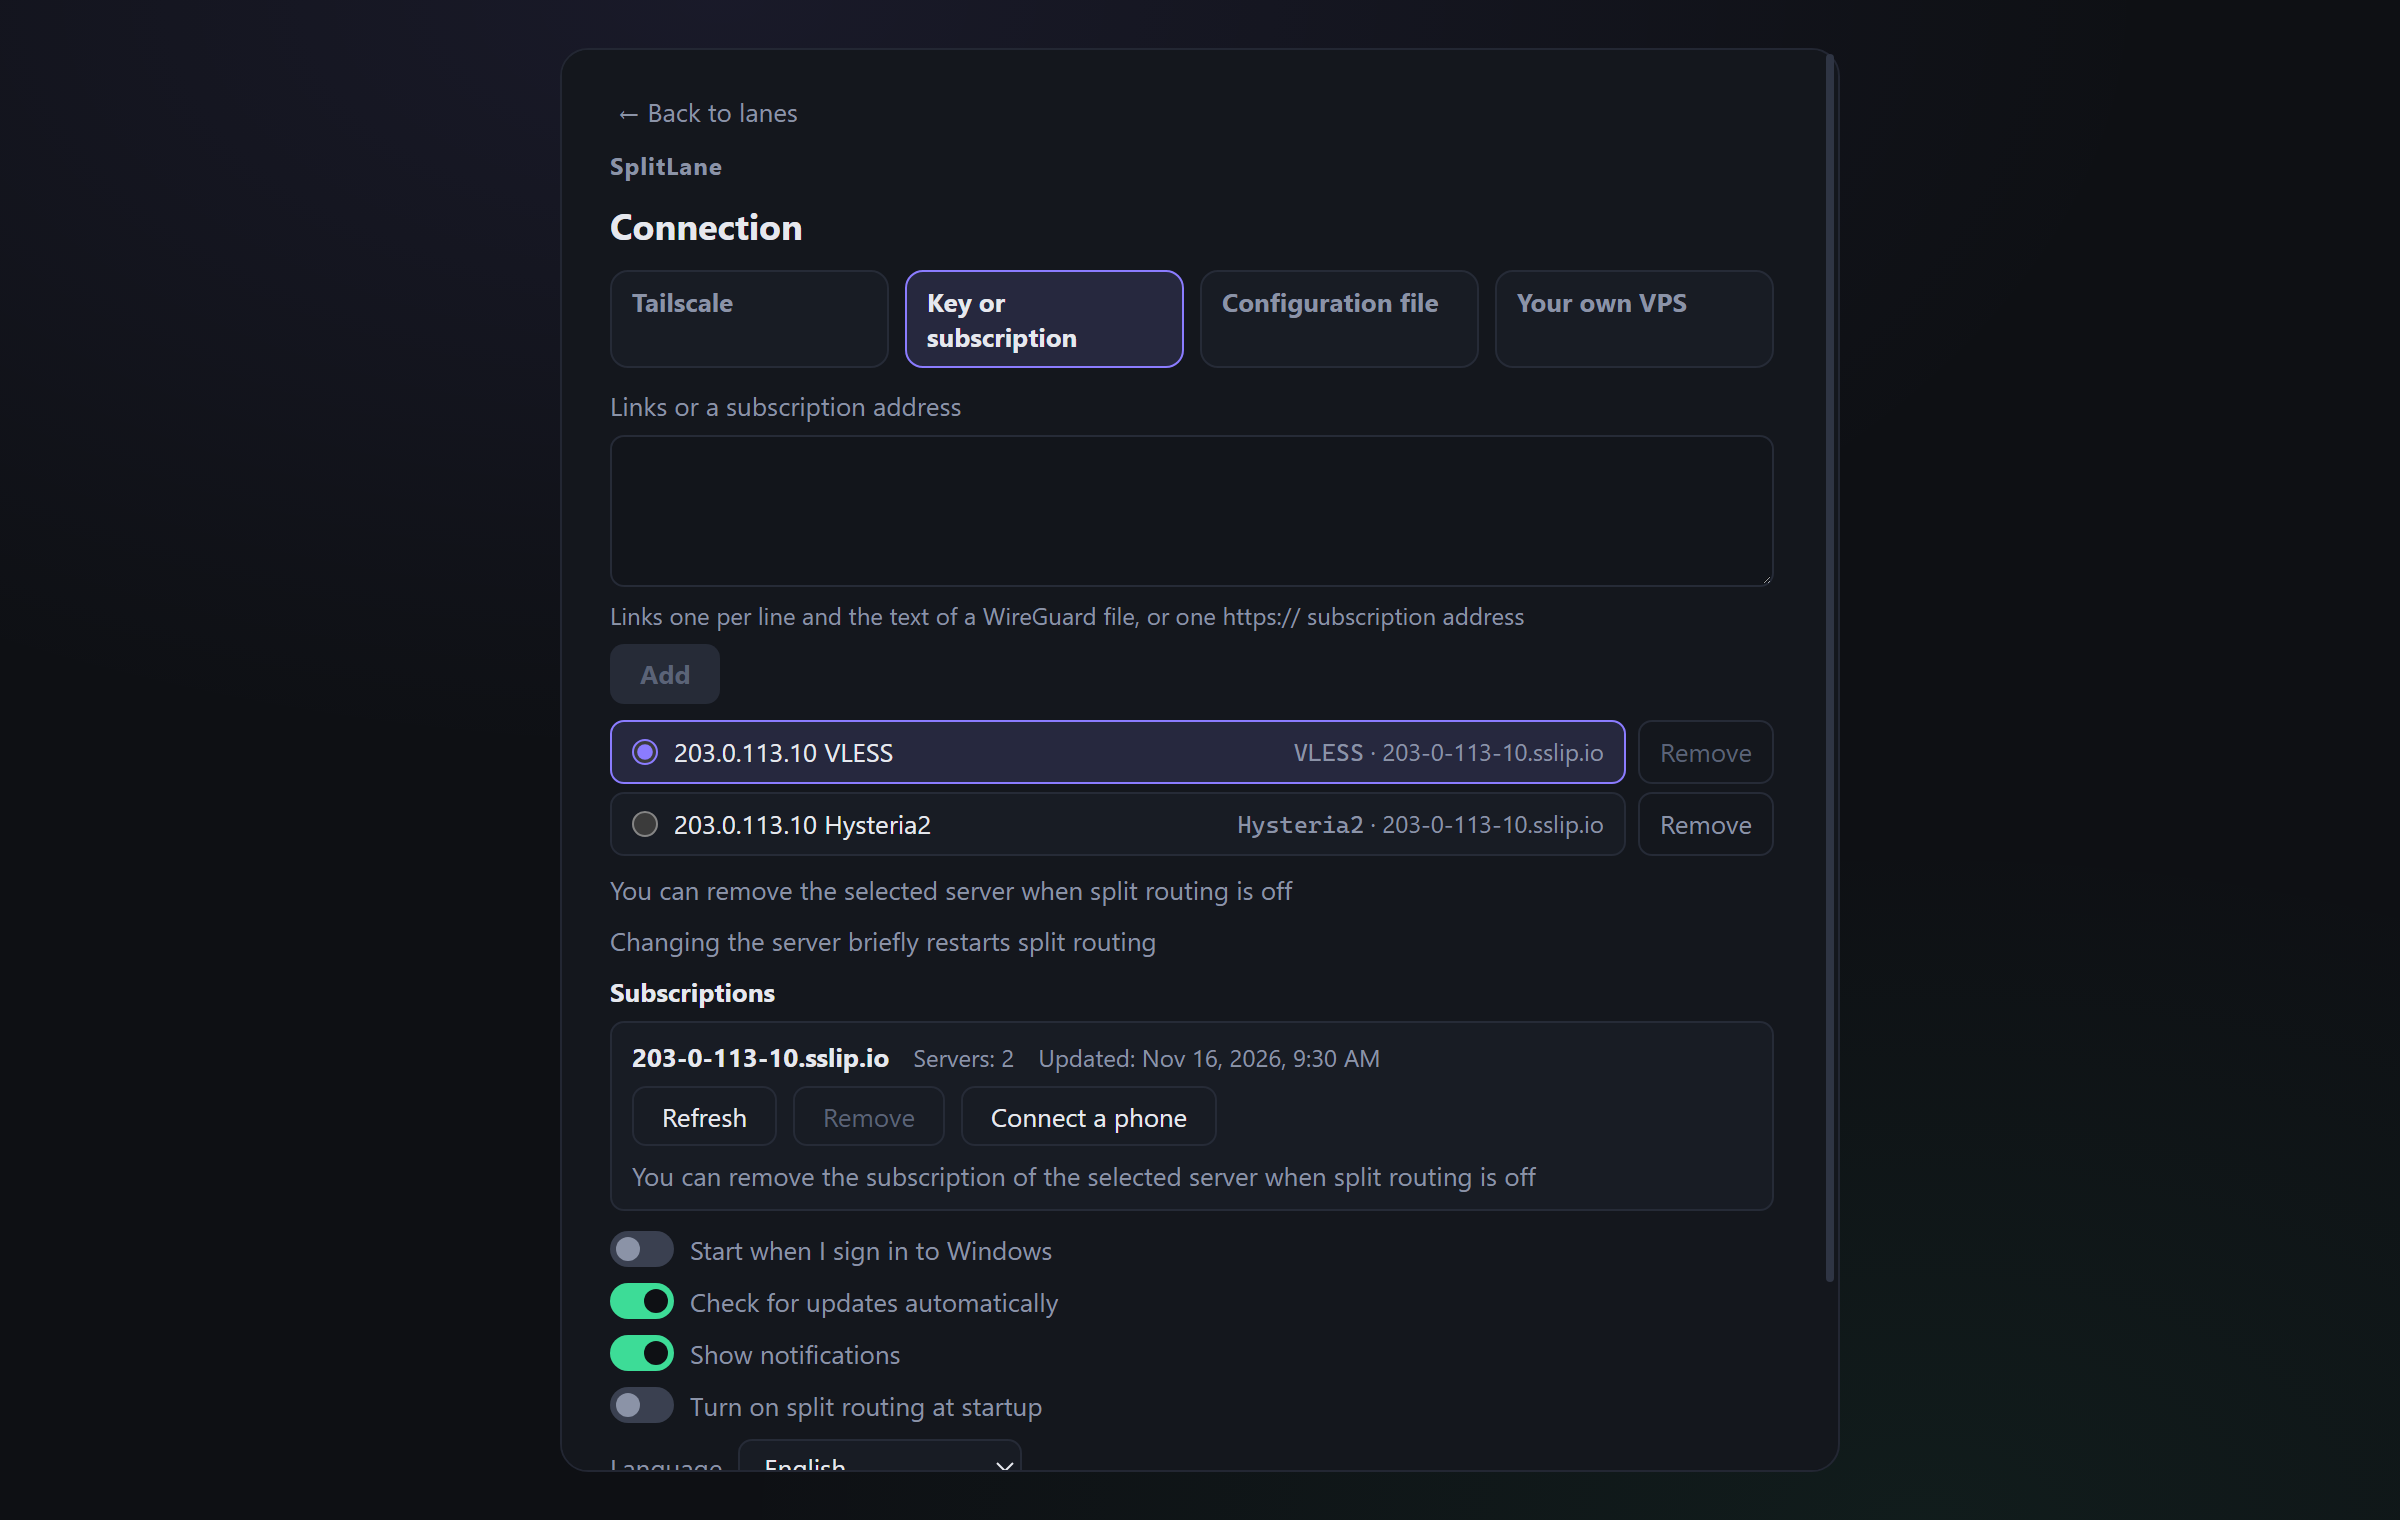 ← Back to lanes
SplitLane
Connection
Tailscale
Key or
subscription
Configuration file
Your own VPS
Links or a subscription address
Links one per line and the text of a WireGuard file, or one https:// subscription address
Add
203.0.113.10 VLESS VLESS · 203-0-113-10.sslip.io Remove
203.0.113.10 Hysteria2 Hysteria2 · 203-0-113-10.sslip.io Remove
You can remove the selected server when split routing is off
Changing the server briefly restarts split routing
Subscriptions
203-0-113-10.sslip.io Servers: 2 Updated: Nov 16, 2026, 9:30 AM
Refresh Remove Connect a phone
You can remove the subscription of the selected server when split routing is off
Start when I sign in to Windows
Check for updates automatically
Show notifications
Turn on split routing at startup
Language English